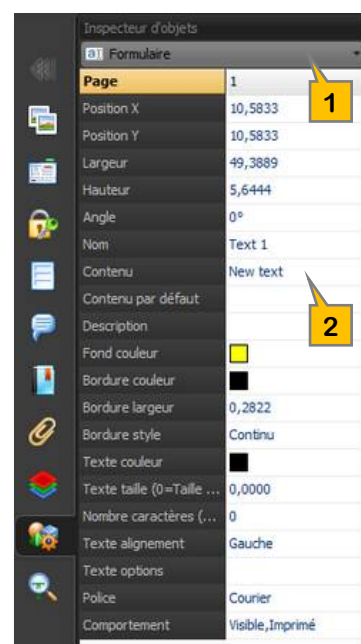 Inspecteur d'objets
Formulaire
Page 1
Position X 10,5833
Position Y 10,5833
Largeur 49,3889
Hauteur 5,6444
Angle 0°
Nom Text 1
Contenu New text
Contenu par défaut
Description
Fond couleur
Bordure couleur
Bordure largeur 0,2822
Bordure style Continu
Texte couleur
Texte taille (0=Taille ... 0,0000
Nombre caractères (... 0
Texte alignement Gauche
Texte options
Police Courier
Comportement Visible,Imprimé
1
2